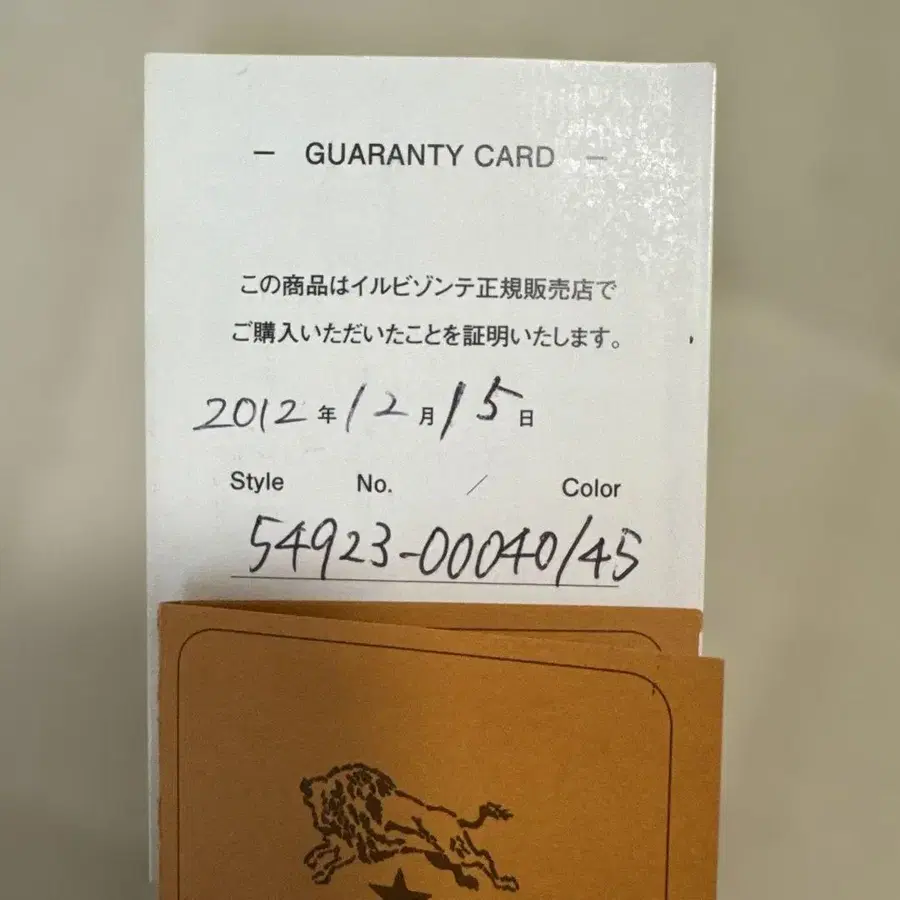 — GUARANTY CARD —
この商品はイルビゾンテ正規販売店で
ご購入いただいたことを証明いたします。
2012年12月15日
Style No. / Color
54923-00040/45